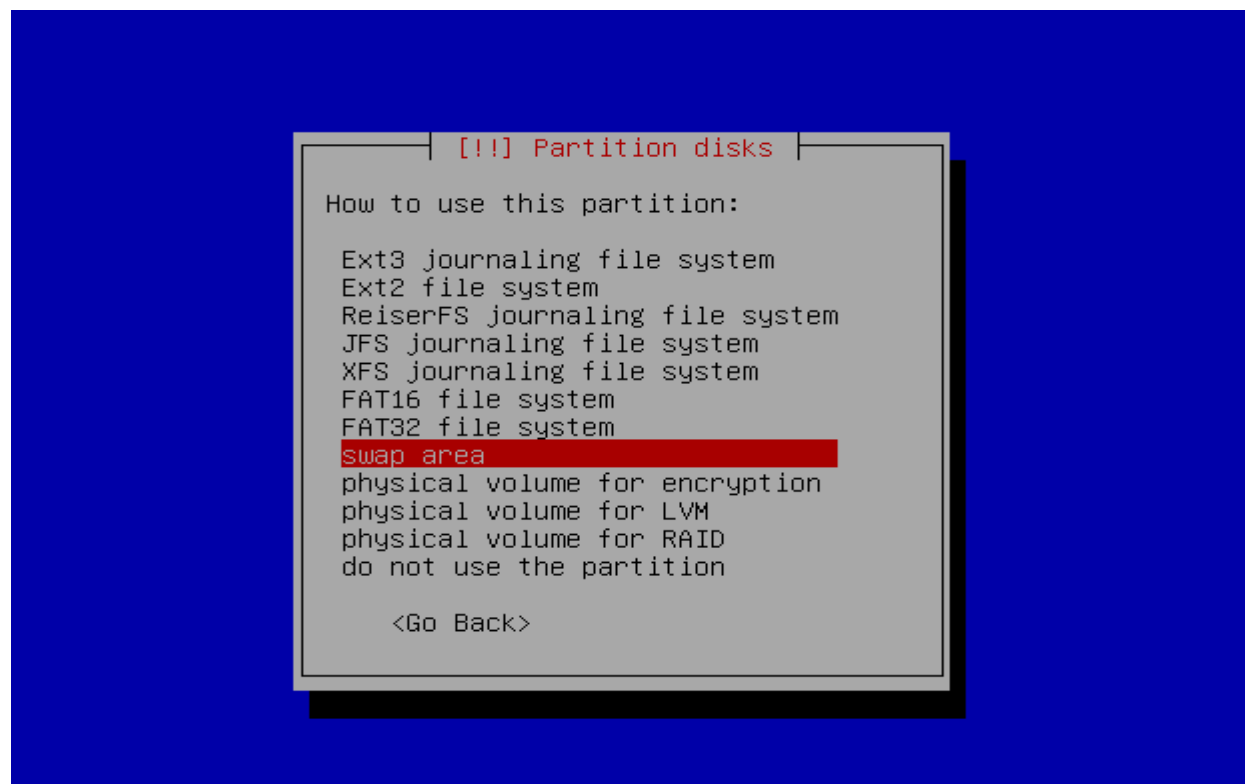 [!!] Partition disks
How to use this partition:
Ext3 journaling file system
Ext2 file system
ReiserFS journaling file system
JFS journaling file system
XFS journaling file system
FAT16 file system
FAT32 file system
swap area
physical volume for encryption
physical volume for LVM
physical volume for RAID
do not use the partition
<Go Back>